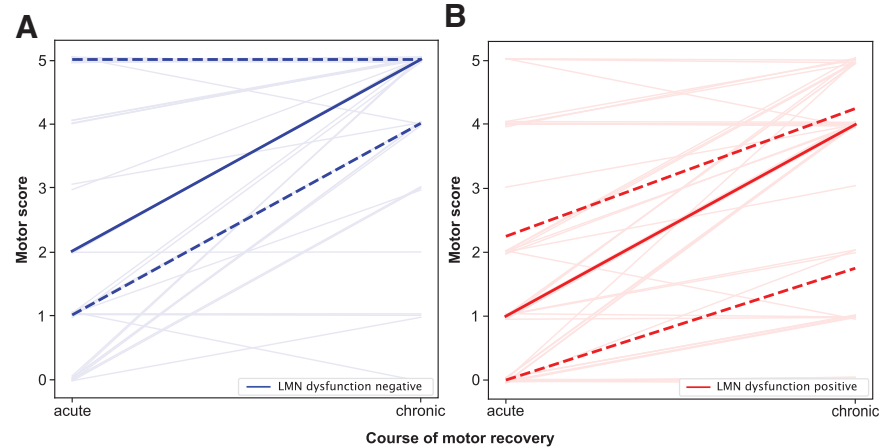 A
B
Motor score
5
4
3
2
1
0
LMN dysfunction negative
acute
chronic
Motor score
5
4
3
2
1
0
LMN dysfunction positive
acute
chronic
Course of motor recovery